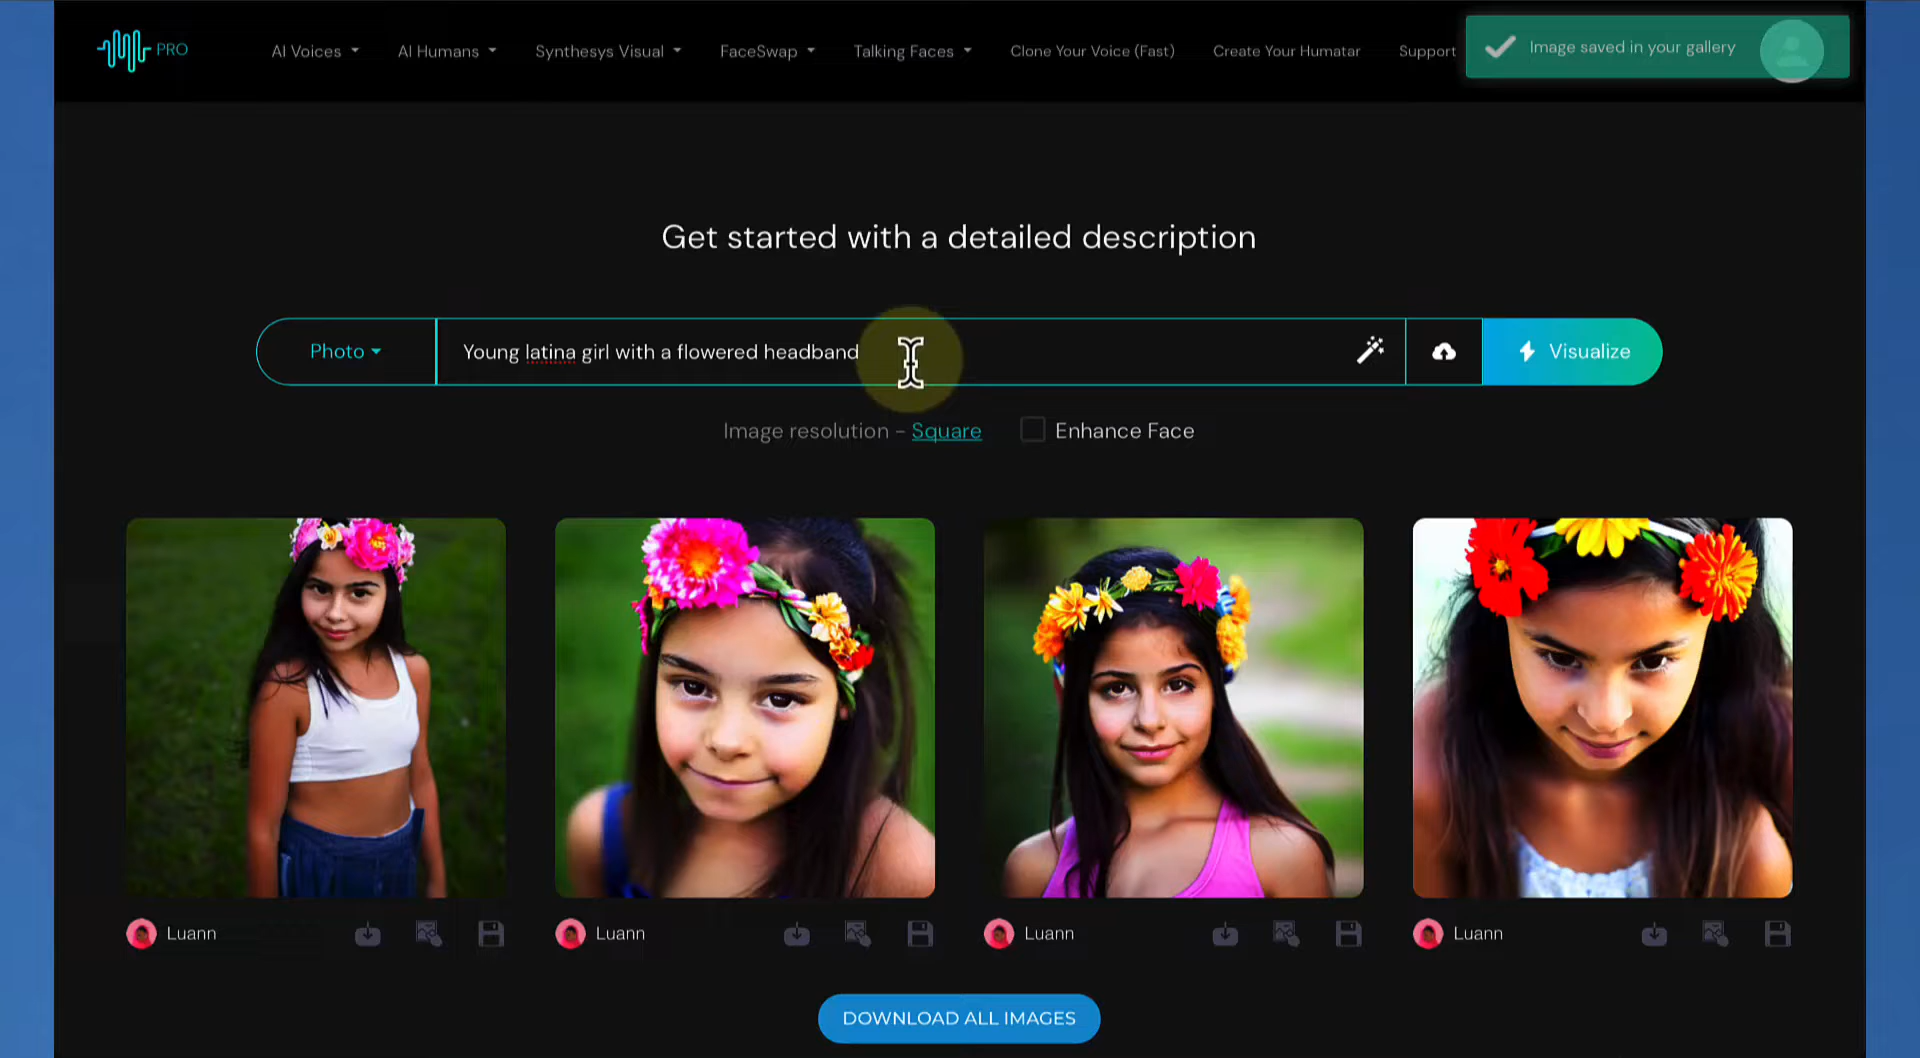 PRO
AI Voices
AI Humans
Synthesys Visual
FaceSwap
Talking Faces
Clone Your Voice (Fast)
Create Your Humatar
Support
Image saved in your gallery
Get started with a detailed description
Photo
Young latina girl with a flowered headband
Visualize
Image resolution - Square
Enhance Face
Luann
Luann
Luann
Luann
DOWNLOAD ALL IMAGES